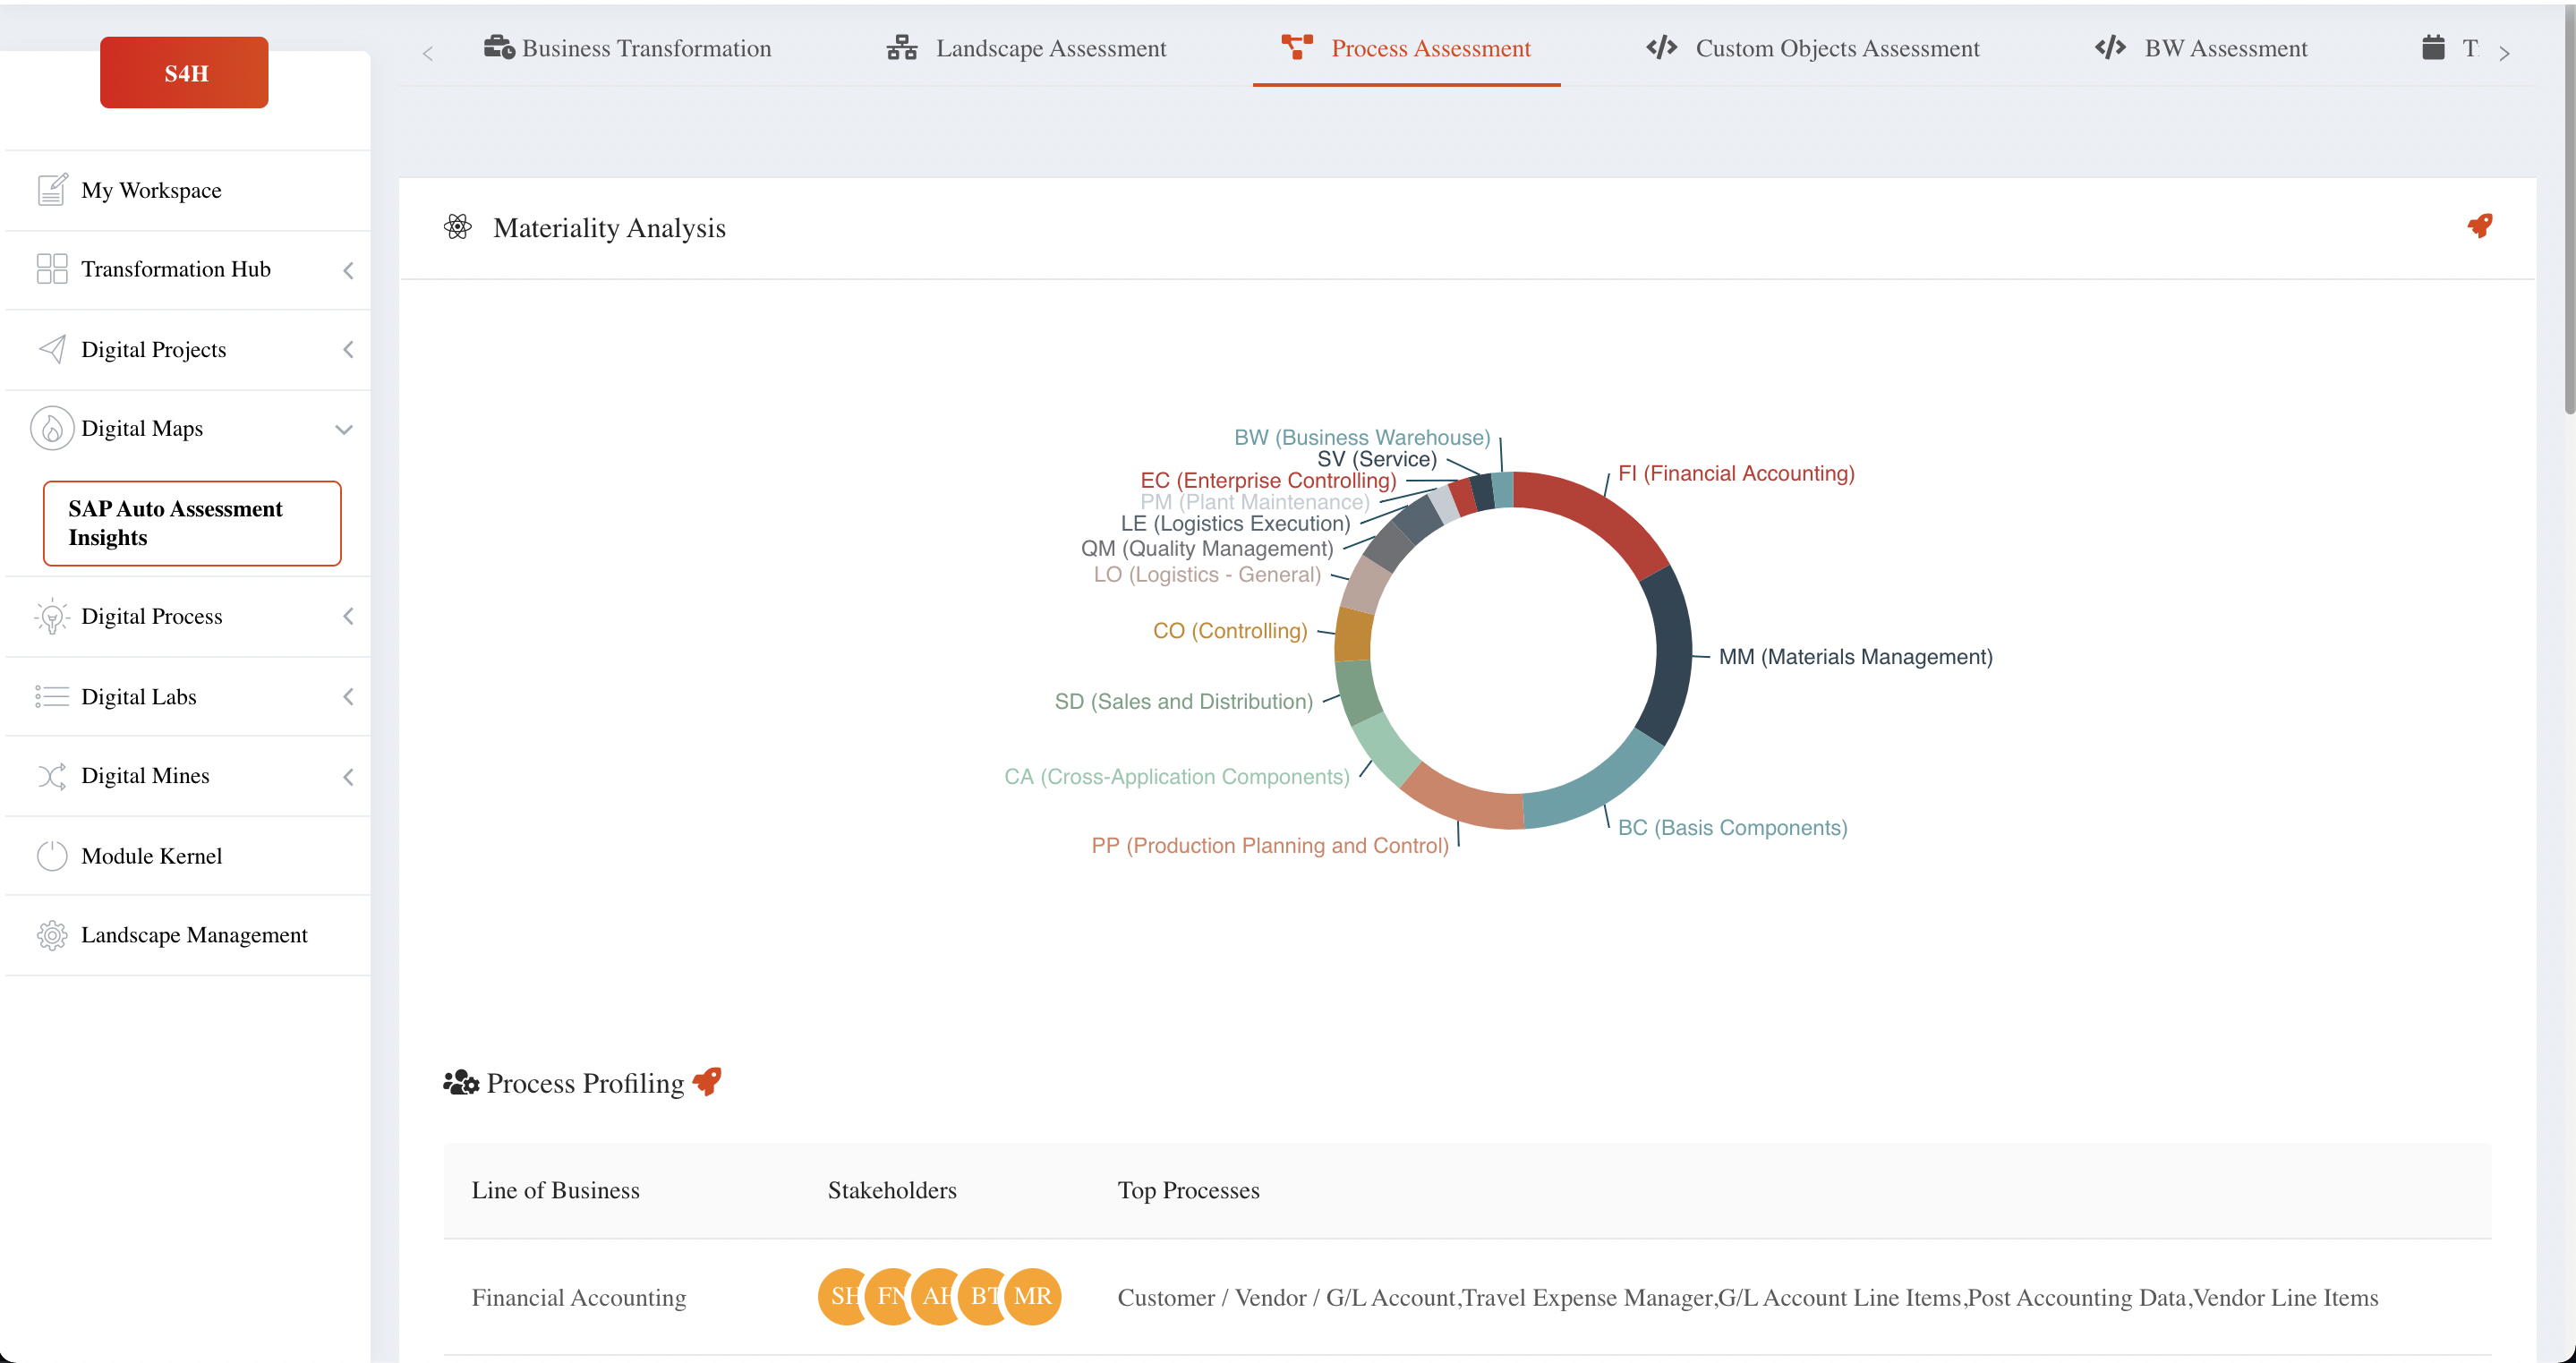 S4H
My Workspace
Transformation Hub
Digital Projects
Digital Maps
SAP Auto Assessment
Insights
Digital Process
Digital Labs
Digital Mines
Module Kernel
Landscape Management
Business Transformation
Landscape Assessment
Process Assessment
Custom Objects Assessment
BW Assessment
T
Materiality Analysis
BW (Business Warehouse)
SV (Service)
EC (Enterprise Controlling)
PM (Plant Maintenance)
LE (Logistics Execution)
QM (Quality Management)
LO (Logistics - General)
CO (Controlling)
SD (Sales and Distribution)
CA (Cross-Application Components)
PP (Production Planning and Control)
FI (Financial Accounting)
MM (Materials Management)
BC (Basis Components)
Process Profiling
Line of Business
Stakeholders
Top Processes
Financial Accounting
SH FN AH BT MR
Customer / Vendor / G/L Account,Travel Expense Manager,G/L Account Line Items,Post Accounting Data,Vendor Line Items